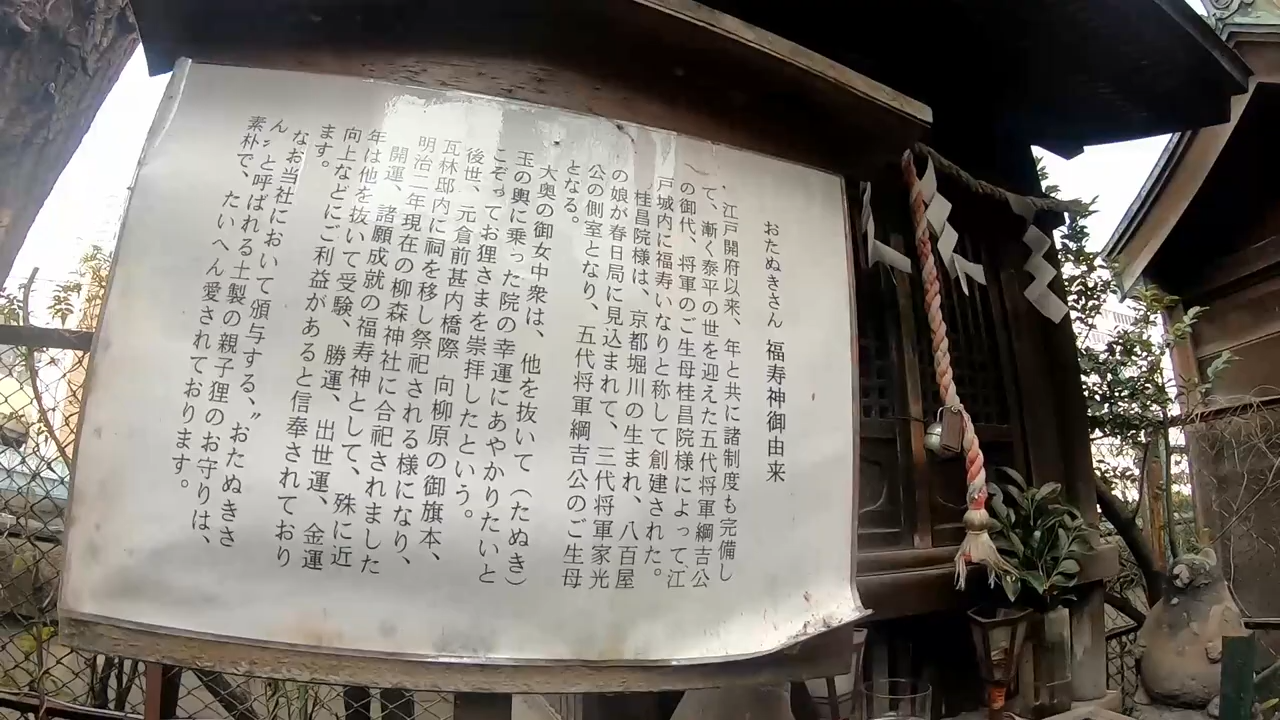 おたぬきさん 福寿神御由来
、江戸開府以来、年と共に諸制度も完備し
て、漸く泰平の世を迎えた五代将軍綱吉公
の御代、将軍のご生母桂昌院様によって江
戸城内に福寿いなりと称して創建された。
桂昌院様は、京都堀川の生まれ、八百屋
の娘が春日局に見込まれて、三代将軍家光
公の側室となり、五代将軍綱吉公のご生母
となる。
大奥の御女中衆は、他を抜いて（たぬき）
玉の輿に乗った院の幸運にあやかりたいと
こぞってお狸さまを崇拝したという。
後世、元倉前甚内橋際 向柳原の御旗本、
瓦林邸内に祠を移し祭祀される様になり、
明治二年現在の柳森神社に合祀されました
開運、諸願成就の福寿神として、殊に近
年は他を抜いて受験、勝運、出世運、金運
向上などにご利益があると信奉されており
ます。
なお当社において頒与する、〝おたぬきさ
ん〟と呼ばれる土製の親子狸のお守りは、
素朴で、たいへん愛されております。